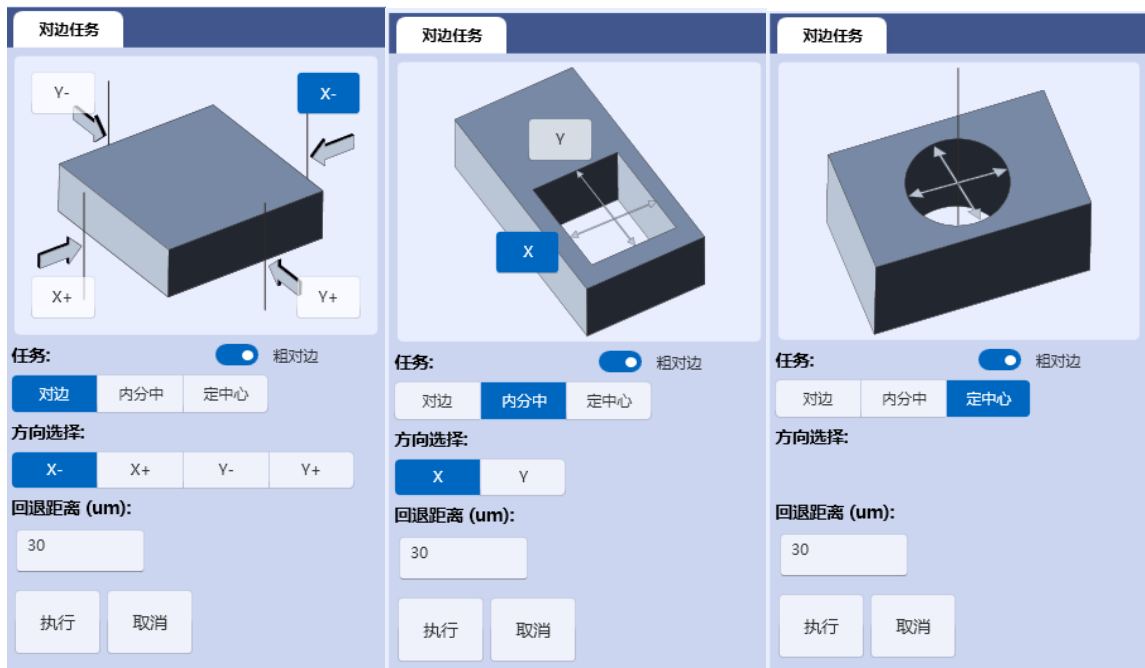 对边任务
Y-
X-
X+
Y+
任务:
粗对边
对边 内分中 定中心
方向选择:
X- X+ Y- Y+
回退距离 (um):
30
执行 取消
对边任务
Y
X
任务:
粗对边
对边 内分中 定中心
方向选择:
X Y
回退距离 (um):
30
执行 取消
对边任务
任务:
粗对边
对边 内分中 定中心
方向选择:
回退距离 (um):
30
执行 取消